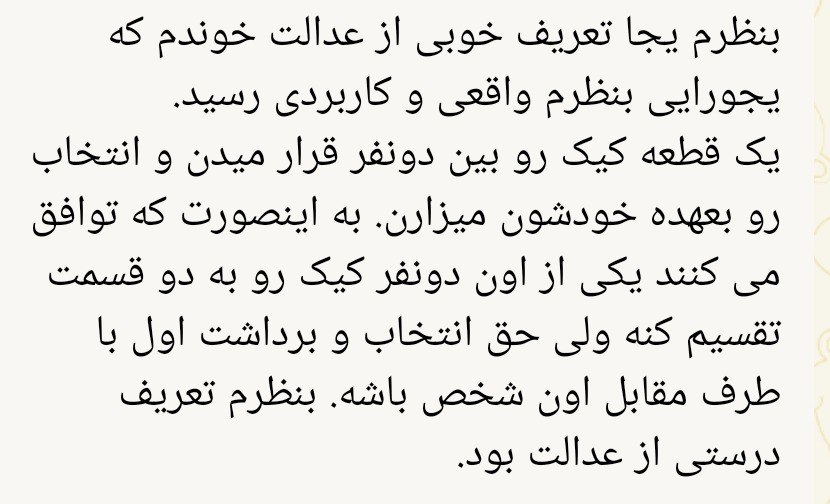 بنظرم یجا تعریف خوبی از عدالت خوندم که
یجورایی بنظرم واقعی و کاربردی رسید.
یک قطعه کیک رو بین دونفر قرار میدن و انتخاب
رو بعهده خودشون میزارن. به اینصورت که توافق
می کنند یکی از اون دونفر کیک رو به دو قسمت
تقسیم کنه ولی حق انتخاب و برداشت اول با
طرف مقابل اون شخص باشه. بنظرم تعریف
درستی از عدالت بود.